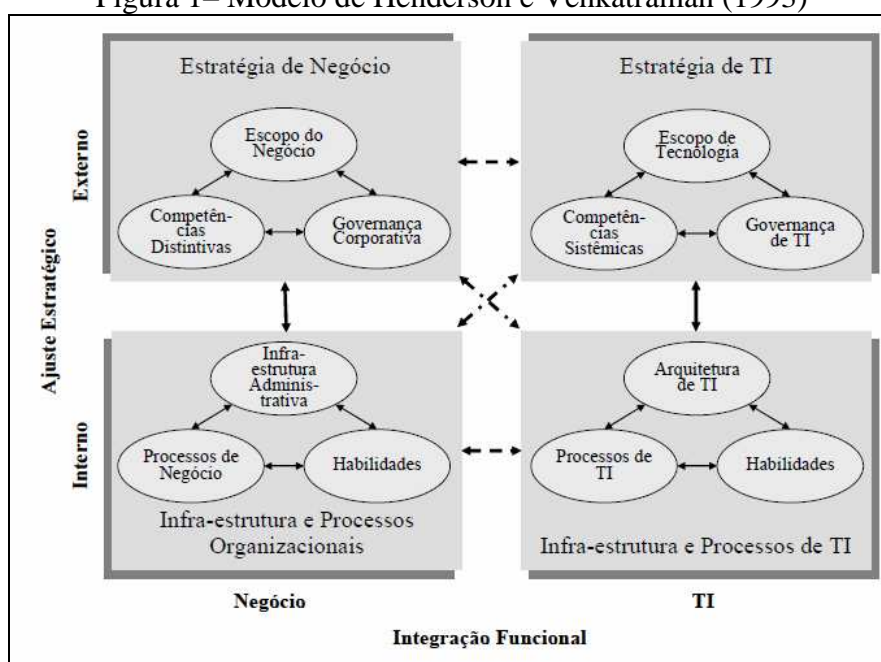 Figura 1– Modelo de Henderson e Venkatraman (1993)
Estratégia de Negócio
Estratégia de TI
Externo
Escopo do
Negócio
Escopo de
Tecnologia
Competên-
cias
Distintivas
Governança
Corporativa
Competên-
cias
Sistêmicas
Governança
de TI
Ajuste Estratégico
Interno
Infra-
estrutura
Adminis-
trativa
Arquitetura
de TI
Processos de
Negócio
Habilidades
Processos de
TI
Habilidades
Infra-estrutura e Processos
Organizacionais
Infra-estrutura e Processos de TI
Negócio
TI
Integração Funcional